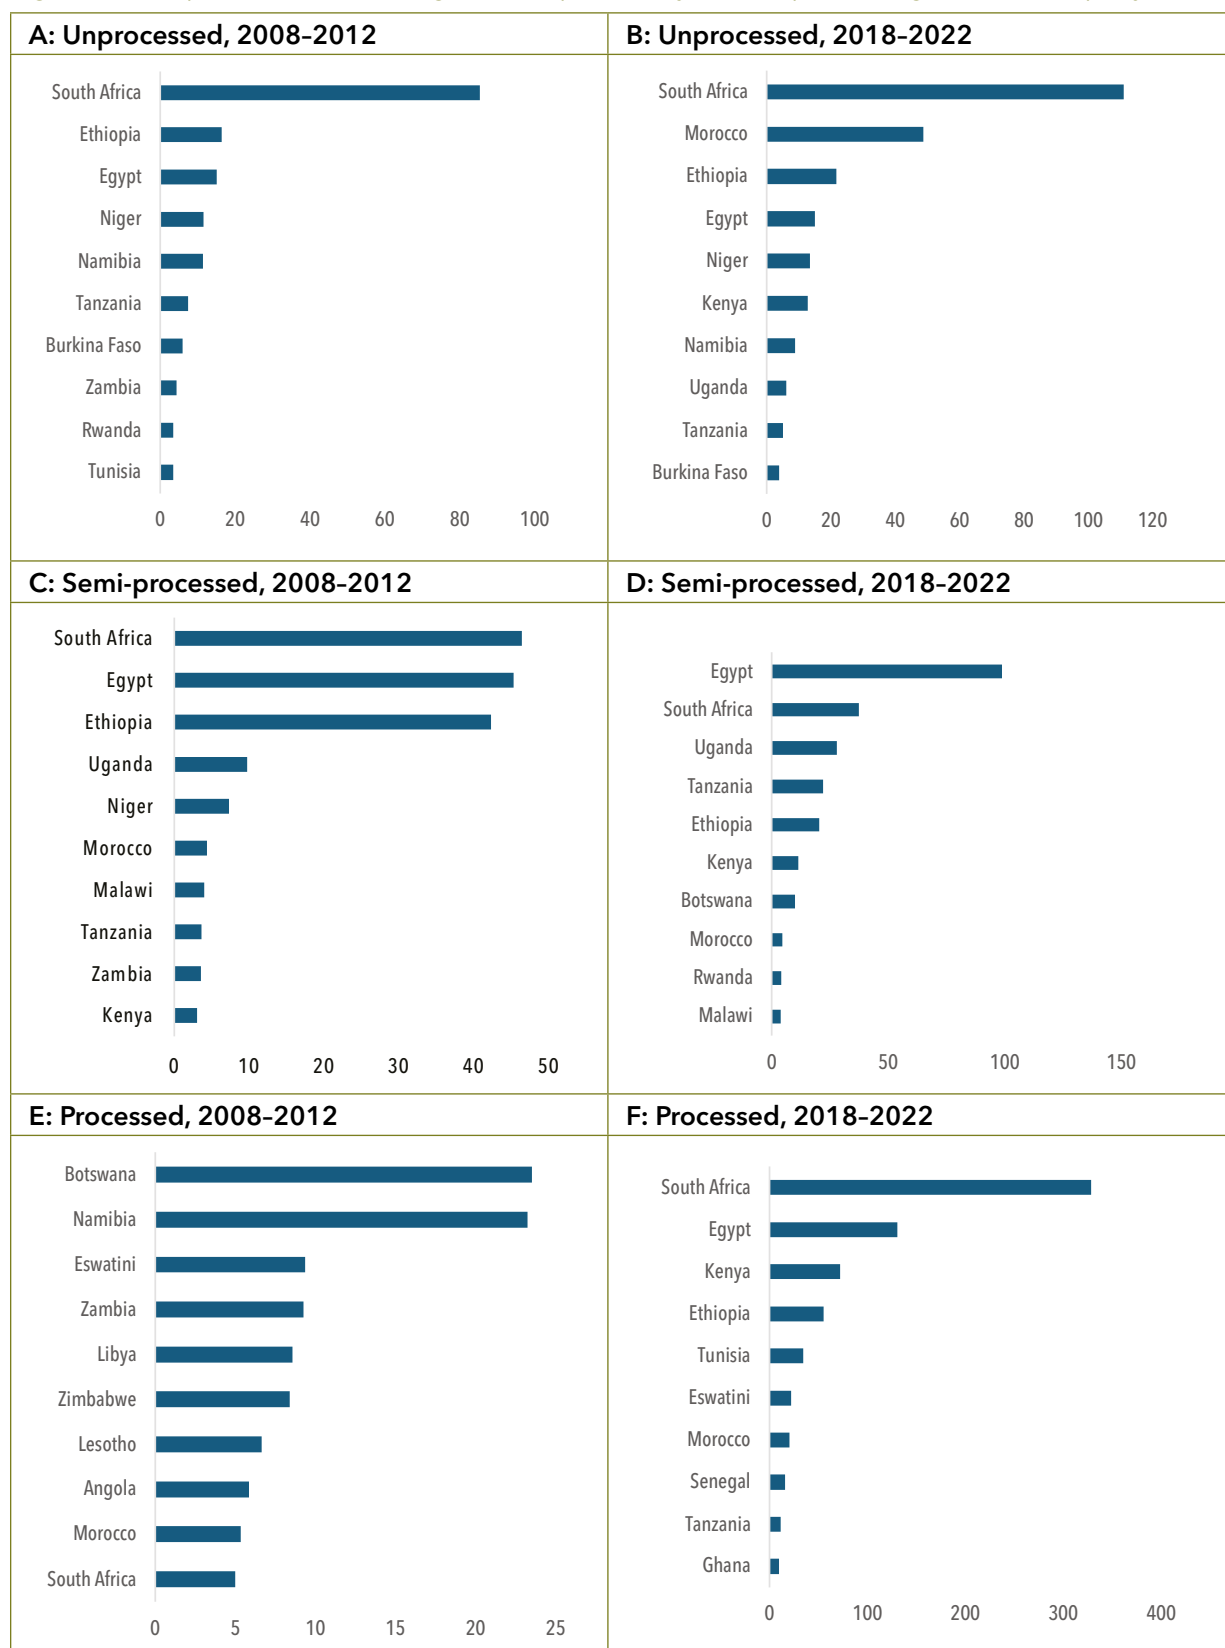 A: Unprocessed, 2008–2012
South Africa
Ethiopia
Egypt
Niger
Namibia
Tanzania
Burkina Faso
Zambia
Rwanda
Tunisia
0 20 40 60 80 100
B: Unprocessed, 2018–2022
South Africa
Morocco
Ethiopia
Egypt
Niger
Kenya
Namibia
Uganda
Tanzania
Burkina Faso
0 20 40 60 80 100 120
C: Semi-processed, 2008–2012
South Africa
Egypt
Ethiopia
Uganda
Niger
Morocco
Malawi
Tanzania
Zambia
Kenya
0 10 20 30 40 50
D: Semi-processed, 2018–2022
Egypt
South Africa
Uganda
Tanzania
Ethiopia
Kenya
Botswana
Morocco
Rwanda
Malawi
0 50 100 150
E: Processed, 2008–2012
Botswana
Namibia
Eswatini
Zambia
Libya
Zimbabwe
Lesotho
Angola
Morocco
South Africa
0 5 10 15 20 25
F: Processed, 2018–2022
South Africa
Egypt
Kenya
Ethiopia
Tunisia
Eswatini
Morocco
Senegal
Tanzania
Ghana
0 100 200 300 400